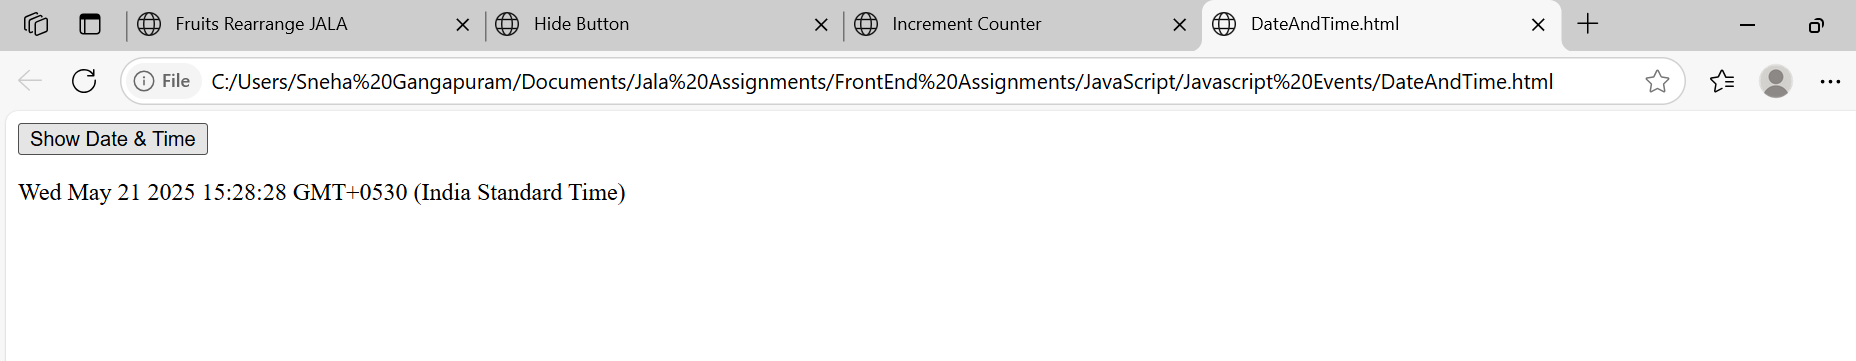 Fruits Rearrange JALA
Hide Button
Increment Counter
DateAndTime.html
File C:/Users/Sneha%20Gangapuram/Documents/Jala%20Assignments/FrontEnd%20Assignments/JavaScript/Javascript%20Events/DateAndTime.html
Show Date & Time
Wed May 21 2025 15:28:28 GMT+0530 (India Standard Time)